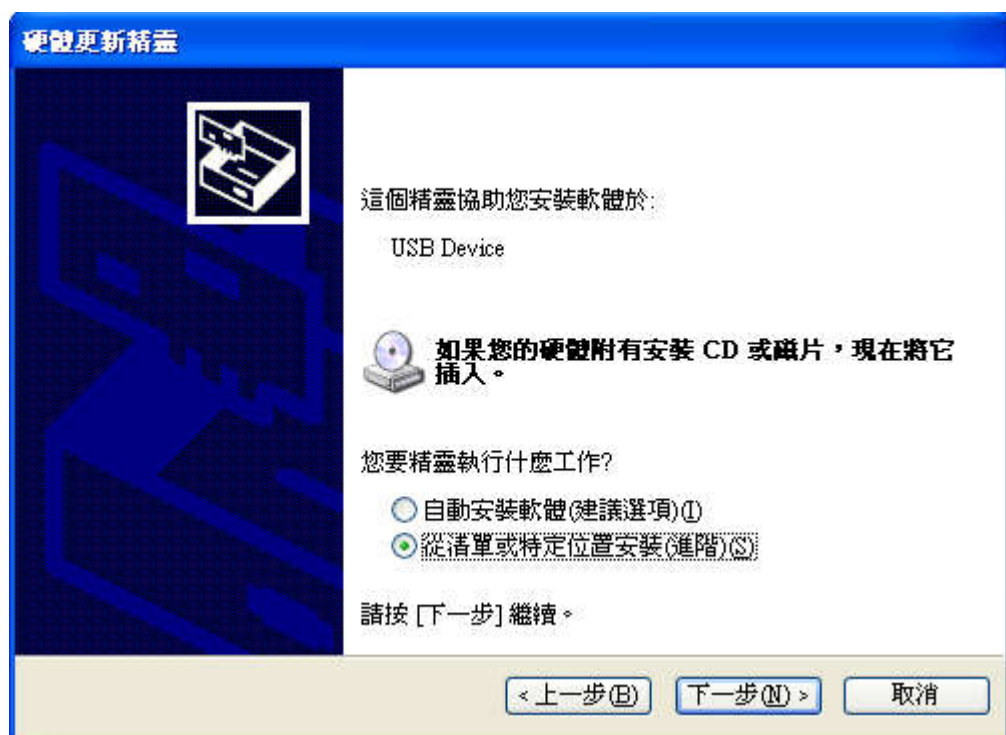 硬體更新精靈
這個精靈協助您安裝軟體於:
USB Device
如果您的硬體附有安裝 CD 或磁片，現在將它
插入。
您要精靈執行什麼工作?
自動安裝軟體(建議選項)(I)
從清單或特定位置安裝(進階)(S)
請按 [下一步] 繼續。
< 上一步(B) 下一步(N) > 取消